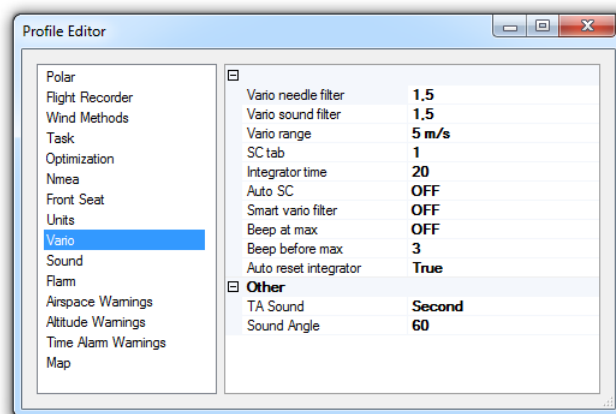 Profile Editor
Polar
Flight Recorder
Wind Methods
Task
Optimization
Nmea
Front Seat
Units
Vario
Sound
Flarm
Airspace Warnings
Altitude Warnings
Time Alarm Warnings
Map
Vario needle filter 1,5
Vario sound filter 1,5
Vario range 5 m/s
SC tab 1
Integrator time 20
Auto SC OFF
Smart vario filter OFF
Beep at max OFF
Beep before max 3
Auto reset integrator True
Other
TA Sound Second
Sound Angle 60